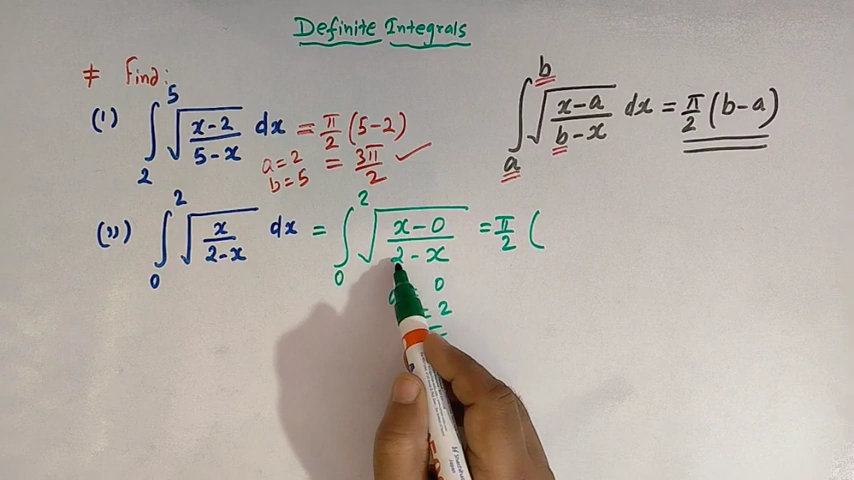 Definite Integrals
≠ Find:
(1) ∫₂⁵ √((x-2)/(5-x)) dx = π/2 (5-2)
a=2
b=5
= 3π/2 ✓
∫ₐᵇ √((x-a)/(b-x)) dx = π/2 (b-a)
(11) ∫₀² √(x/(2-x)) dx = ∫₀² √((x-0)/(2-x)) = π/2 (
= 0
= 2